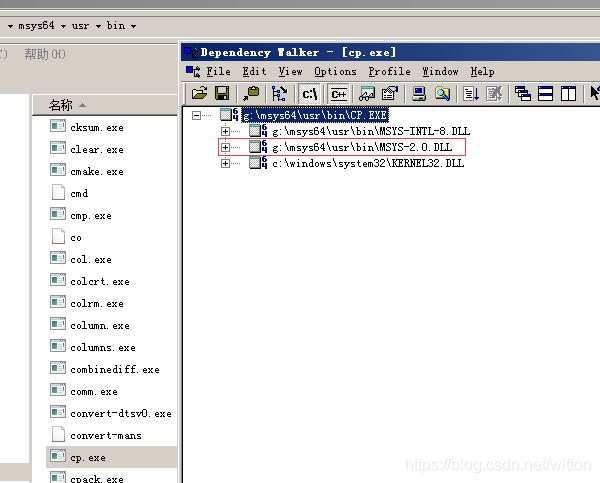 msys64 usr bin
帮助(H)
Dependency Walker - [cp.exe]
File Edit View Options Profile Window Help
C:\ C++
名称
cksum.exe
clear.exe
cmake.exe
cmd
cmp.exe
co
col.exe
colcrt.exe
colrm.exe
column.exe
columns.exe
combinediff.exe
comm.exe
convert-dtsv0.exe
convert-mans
cp.exe
cpack.exe
64 g:\msys64\usr\bin\CP.EXE
64 g:\msys64\usr\bin\MSYS-INTL-8.DLL
64 g:\msys64\usr\bin\MSYS-2.0.DLL
64 c:\windows\system32\KERNEL32.DLL
https://blog.csdn.net/witton